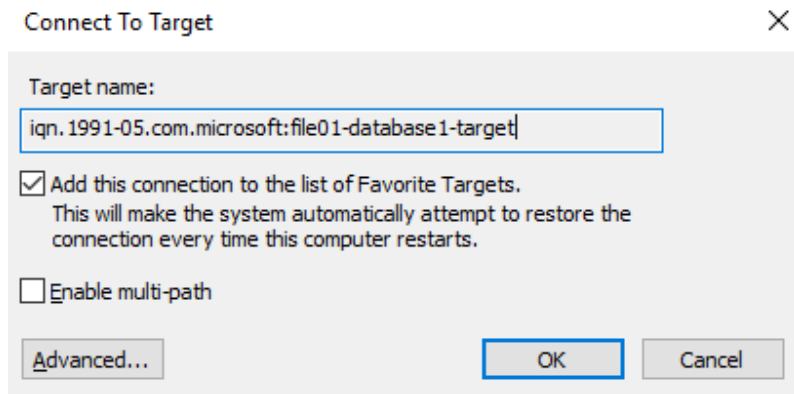 Connect To Target
Target name:
iqn.1991-05.com.microsoft:file01-database1-target
Add this connection to the list of Favorite Targets.
This will make the system automatically attempt to restore the
connection every time this computer restarts.
Enable multi-path
Advanced...
OK
Cancel